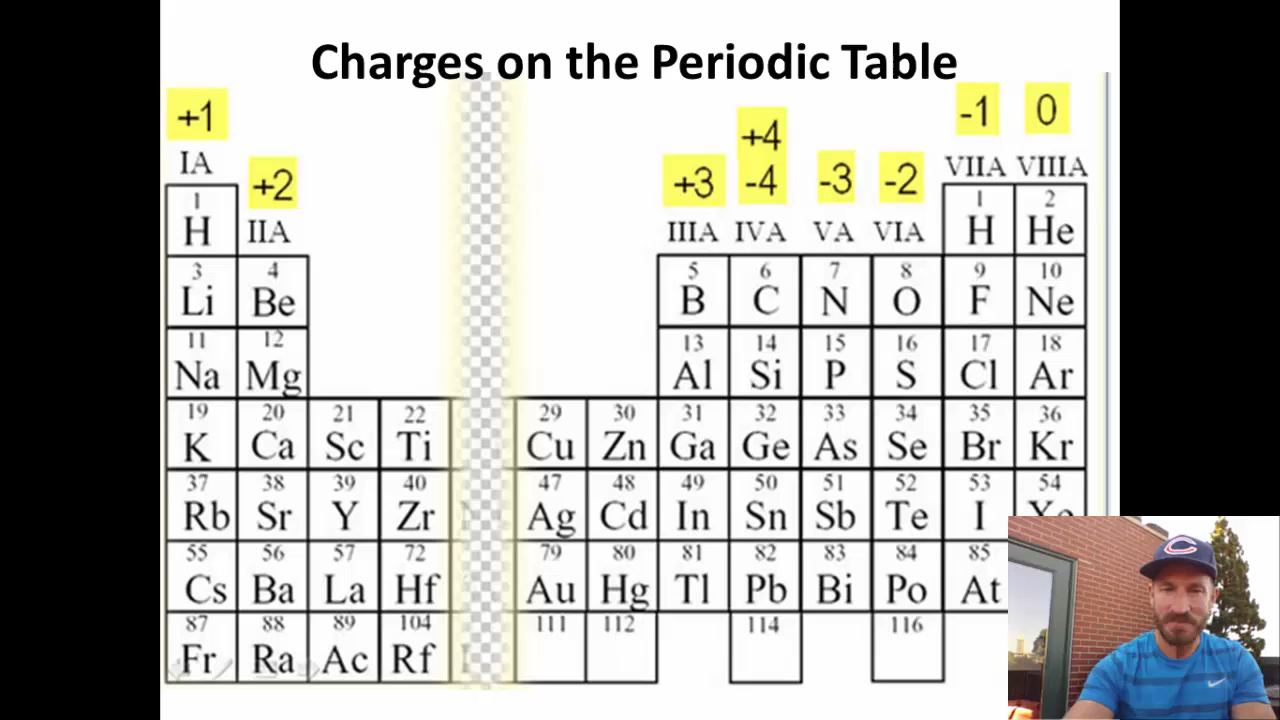 Charges on the Periodic Table
+1
-1 0
+4
IA
VIIA VIIIA
+2
+3 -4 -3 -2
1
1 2
H
IIA
IIIA IVA VA VIA
H He
3 4
5 6 7 8 9 10
Li Be
B C N O F Ne
11 12
13 14 15 16 17 18
Na Mg
Al Si P S Cl Ar
19 20 21 22 29 30 31 32 33 34 35 36
K Ca Sc Ti Cu Zn Ga Ge As Se Br Kr
37 38 39 40 47 48 49 50 51 52 53 54
Rb Sr Y Zr Ag Cd In Sn Sb Te I
55 56 57 72 79 80 81 82 83 84 85
Cs Ba La Hf Au Hg Tl Pb Bi Po At
87 88 89 104 111 112 114 116
Fr Ra Ac Rf
C